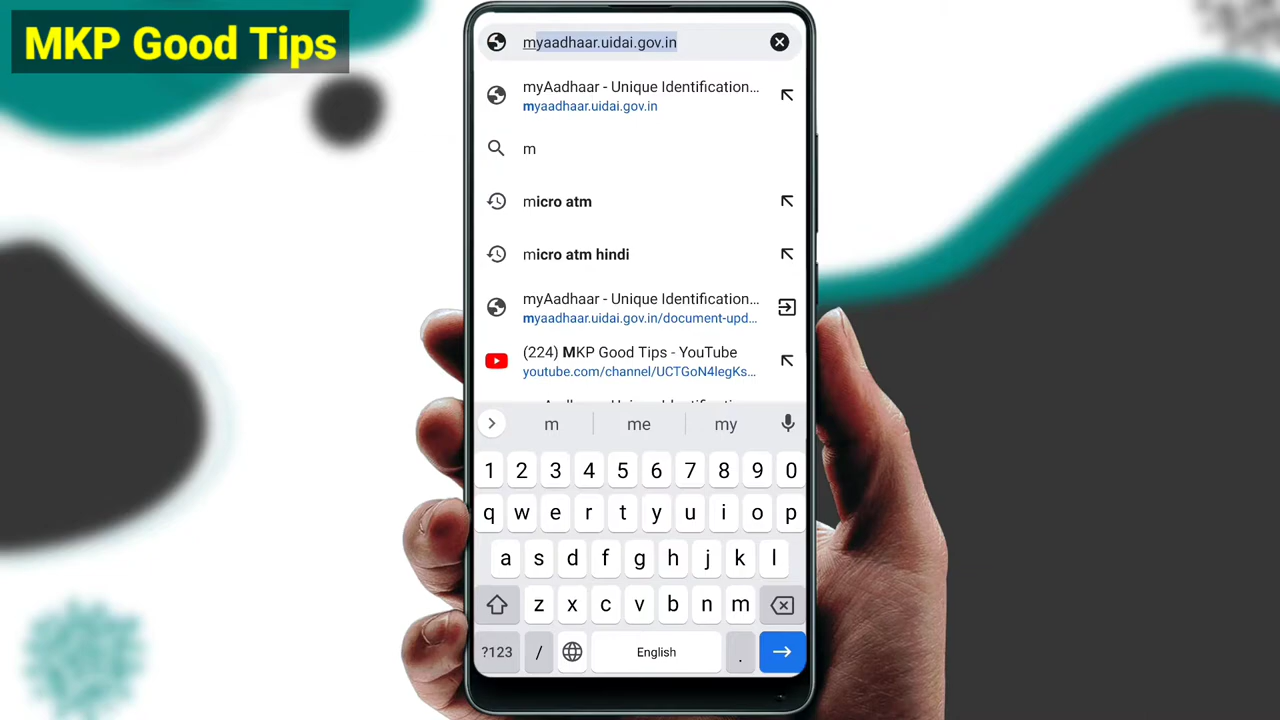 MKP Good Tips
myaadhaar.uidai.gov.in
myAadhaar - Unique Identification...
myaadhaar.uidai.gov.in
m
micro atm
micro atm hindi
myAadhaar - Unique Identification...
myaadhaar.uidai.gov.in/document-upd...
(224) MKP Good Tips - YouTube
youtube.com/channel/UCTGoN4legKs...
m me my
1 2 3 4 5 6 7 8 9 0
q w e r t y u i o p
a s d f g h j k l
z x c v b n m
?123 / English .